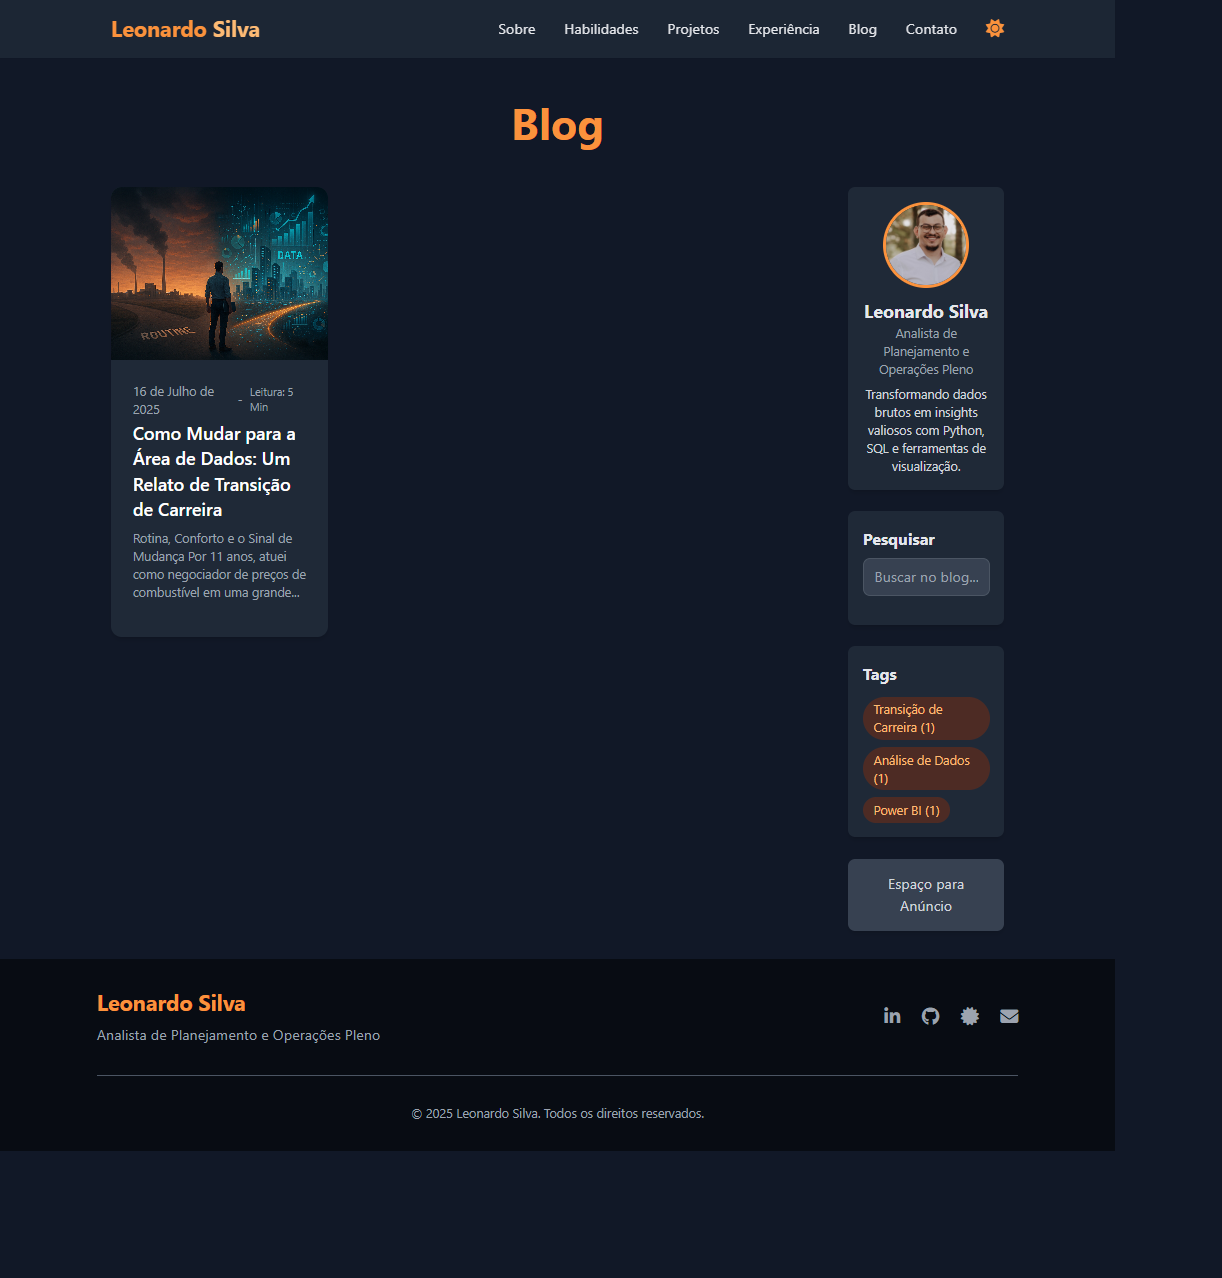 Leonardo Silva
Sobre Habilidades Projetos Experiência Blog Contato
Blog
DATA
ROUTINE
16 de Julho de
2025
-
Leitura: 5
Min
Como Mudar para a
Área de Dados: Um
Relato de Transição
de Carreira
Rotina, Conforto e o Sinal de
Mudança Por 11 anos, atuei
como negociador de preços de
combustível em uma grande...
Leonardo Silva
Analista de
Planejamento e
Operações Pleno
Transformando dados
brutos em insights
valiosos com Python,
SQL e ferramentas de
visualização.
Pesquisar
Buscar no blog...
Tags
Transição de
Carreira (1)
Análise de Dados
(1)
Power BI (1)
Espaço para
Anúncio
Leonardo Silva
Analista de Planejamento e Operações Pleno
in
© 2025 Leonardo Silva. Todos os direitos reservados.